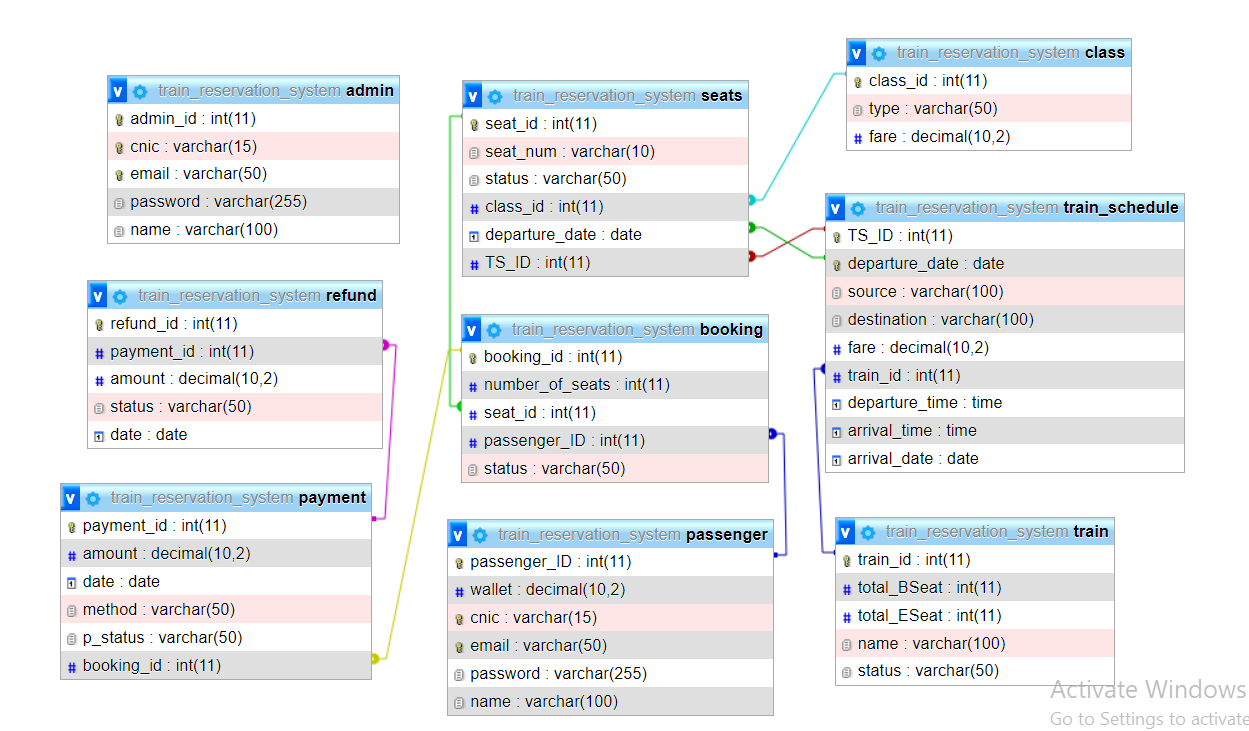 train_reservation_system admin
admin_id : int(11)
cnic : varchar(15)
email : varchar(50)
password : varchar(255)
name : varchar(100)
train_reservation_system refund
refund_id : int(11)
payment_id : int(11)
amount : decimal(10,2)
status : varchar(50)
date : date
train_reservation_system payment
payment_id : int(11)
amount : decimal(10,2)
date : date
method : varchar(50)
p_status : varchar(50)
booking_id : int(11)
train_reservation_system seats
seat_id : int(11)
seat_num : varchar(10)
status : varchar(50)
class_id : int(11)
departure_date : date
TS_ID : int(11)
train_reservation_system booking
booking_id : int(11)
number_of_seats : int(11)
seat_id : int(11)
passenger_ID : int(11)
status : varchar(50)
train_reservation_system passenger
passenger_ID : int(11)
wallet : decimal(10,2)
cnic : varchar(15)
email : varchar(50)
password : varchar(255)
name : varchar(100)
train_reservation_system class
class_id : int(11)
type : varchar(50)
fare : decimal(10,2)
train_reservation_system train_schedule
TS_ID : int(11)
departure_date : date
source : varchar(100)
destination : varchar(100)
fare : decimal(10,2)
train_id : int(11)
departure_time : time
arrival_time : time
arrival_date : date
train_reservation_system train
train_id : int(11)
total_BSeat : int(11)
total_ESeat : int(11)
name : varchar(100)
status : varchar(50)
Activate Windows
Go to Settings to activate